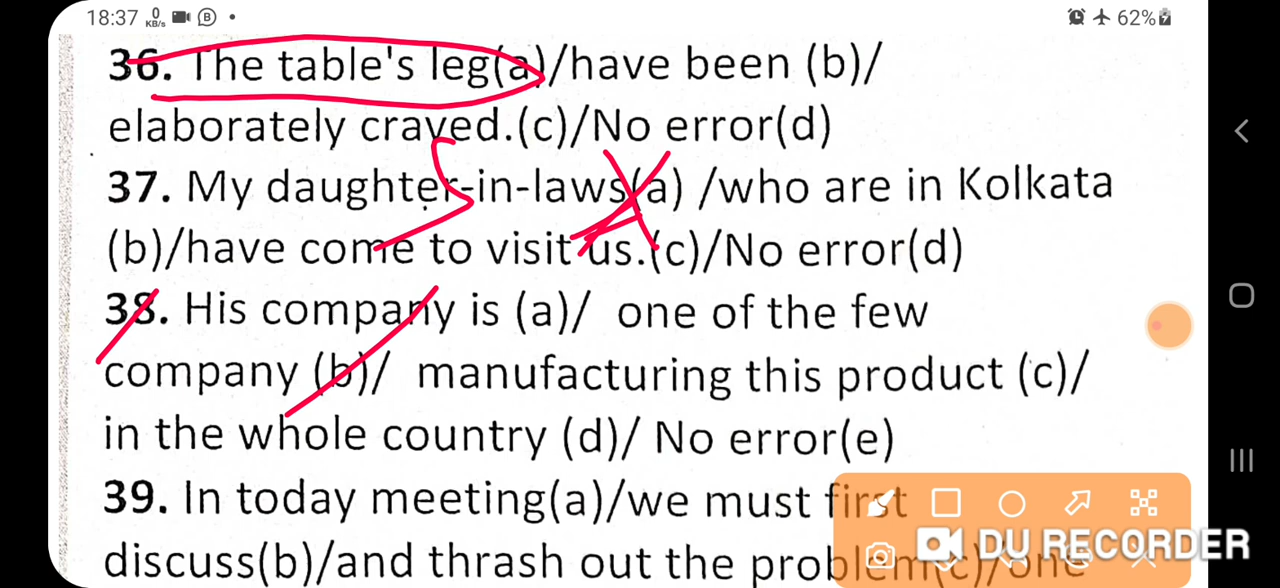 18:37 0 KB/s B 62%
36. The table's leg(a)/have been (b)/
elaborately craved.(c)/No error(d)
37. My daughter-in-laws(a) /who are in Kolkata
(b)/have come to visit us.(c)/No error(d)
38. His company is (a)/ one of the few
company (b)/ manufacturing this product (c)/
in the whole country (d)/ No error(e)
39. In today meeting(a)/we must first
DU RECORDER
discuss(b)/and thrash out the problem(c)/one